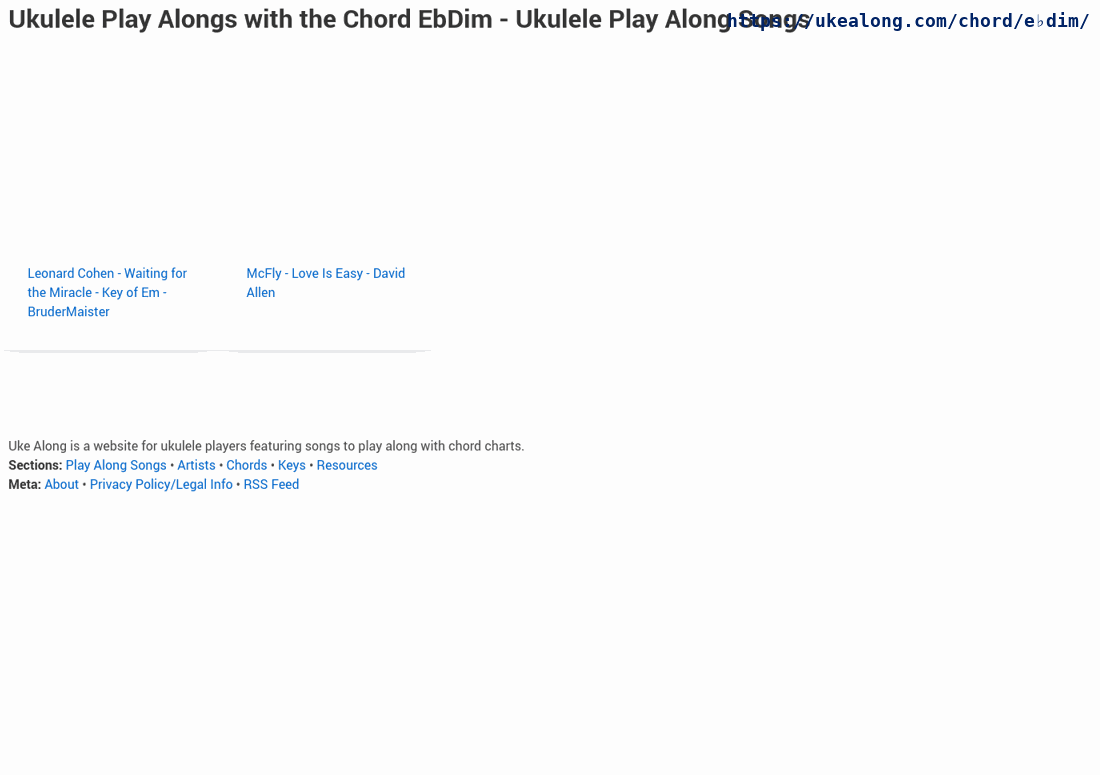 Ukulele Play Alongs with the Chord EbDim - Ukulele Play Along Songs
https://ukealong.com/chord/e♭dim/
Leonard Cohen - Waiting for
the Miracle - Key of Em -
BruderMaister
McFly - Love Is Easy - David
Allen
Uke Along is a website for ukulele players featuring songs to play along with chord charts.
Sections: Play Along Songs • Artists • Chords • Keys • Resources
Meta: About • Privacy Policy/Legal Info • RSS Feed